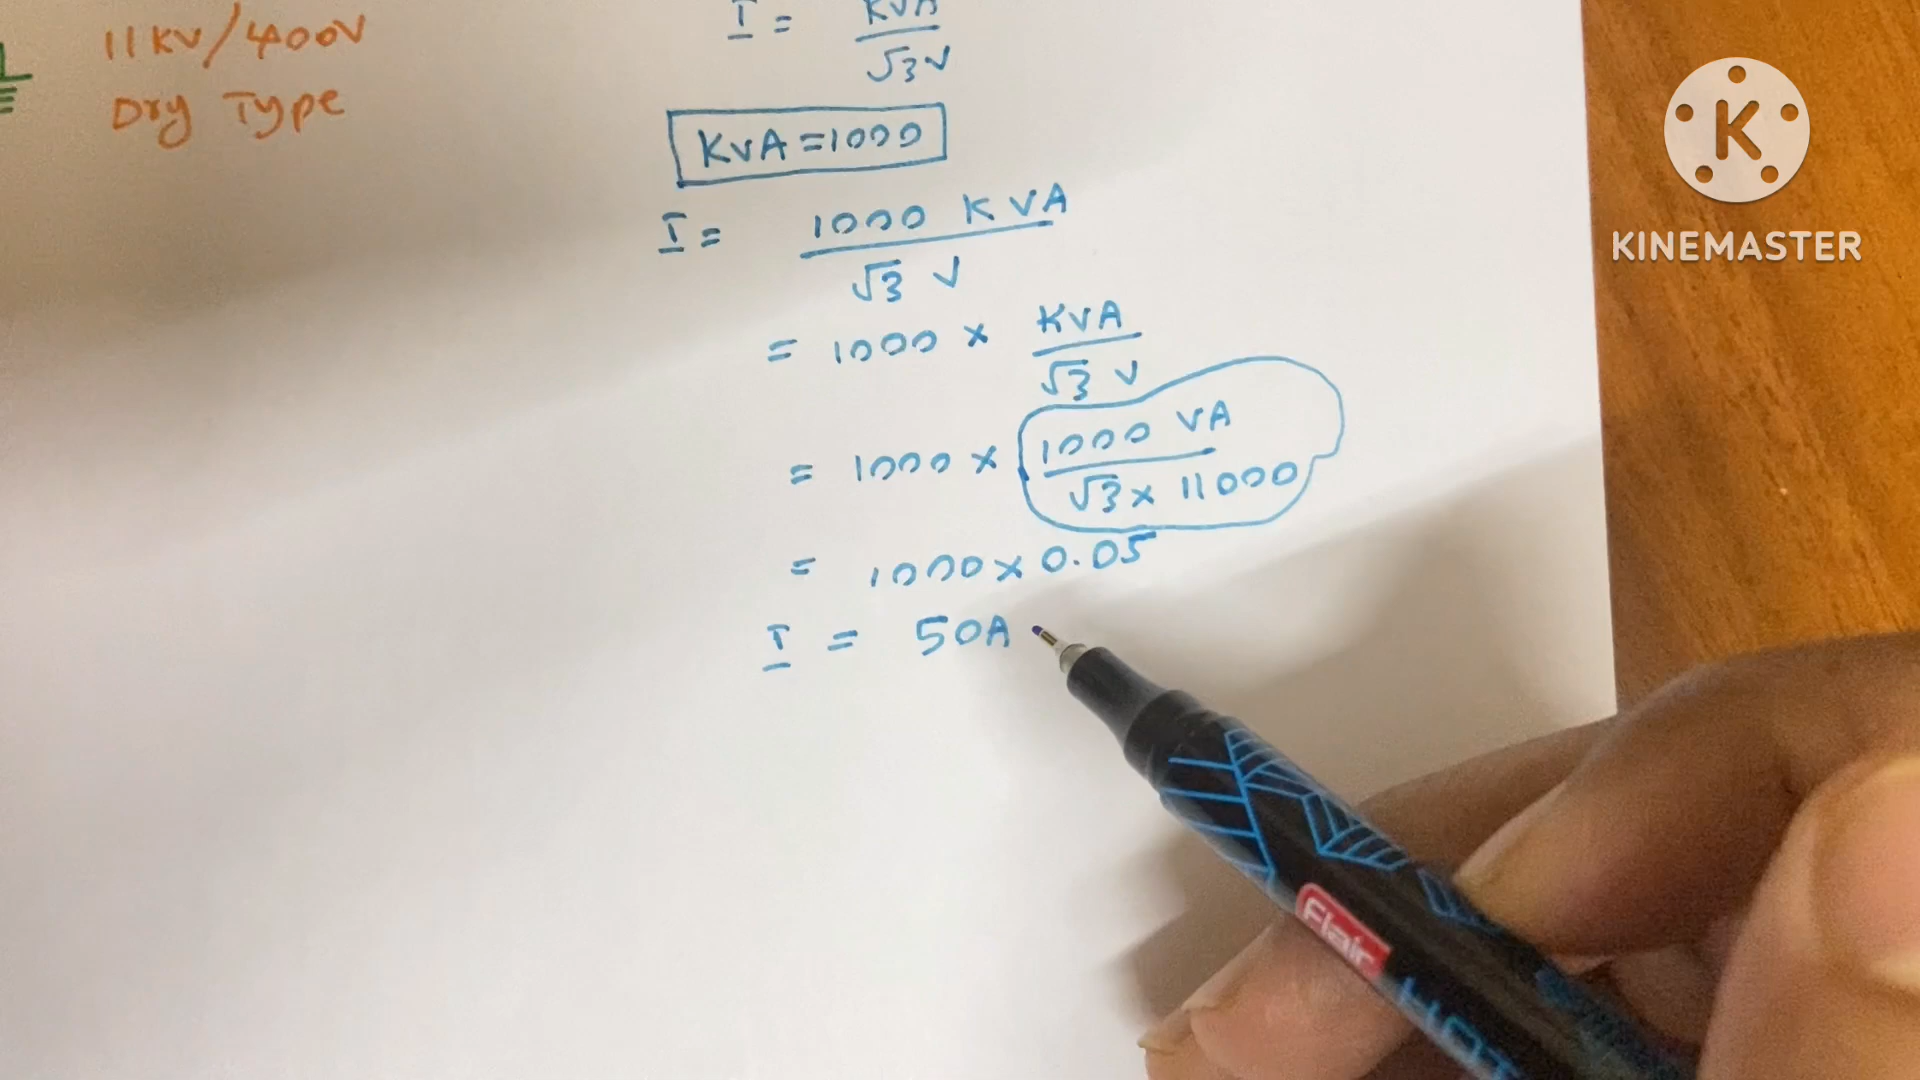 11KV/400V
Dry Type
I = KVA
√3 V
KVA = 1000
I = 1000 KVA
√3 V
= 1000 × KVA
√3 V
= 1000 × 1000 VA
√3 × 11000
= 1000 × 0.05
I = 50A
K
KINEMASTER
Flair